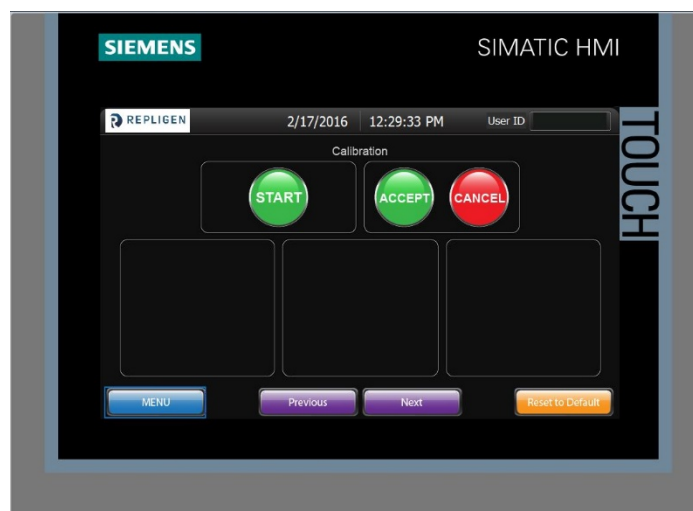 SIEMENS SIMATIC HMI
TOUCH
REPLIGEN 2/17/2016 12:29:33 PM User ID
Calibration
START ACCEPT CANCEL
MENU Previous Next Reset to Default